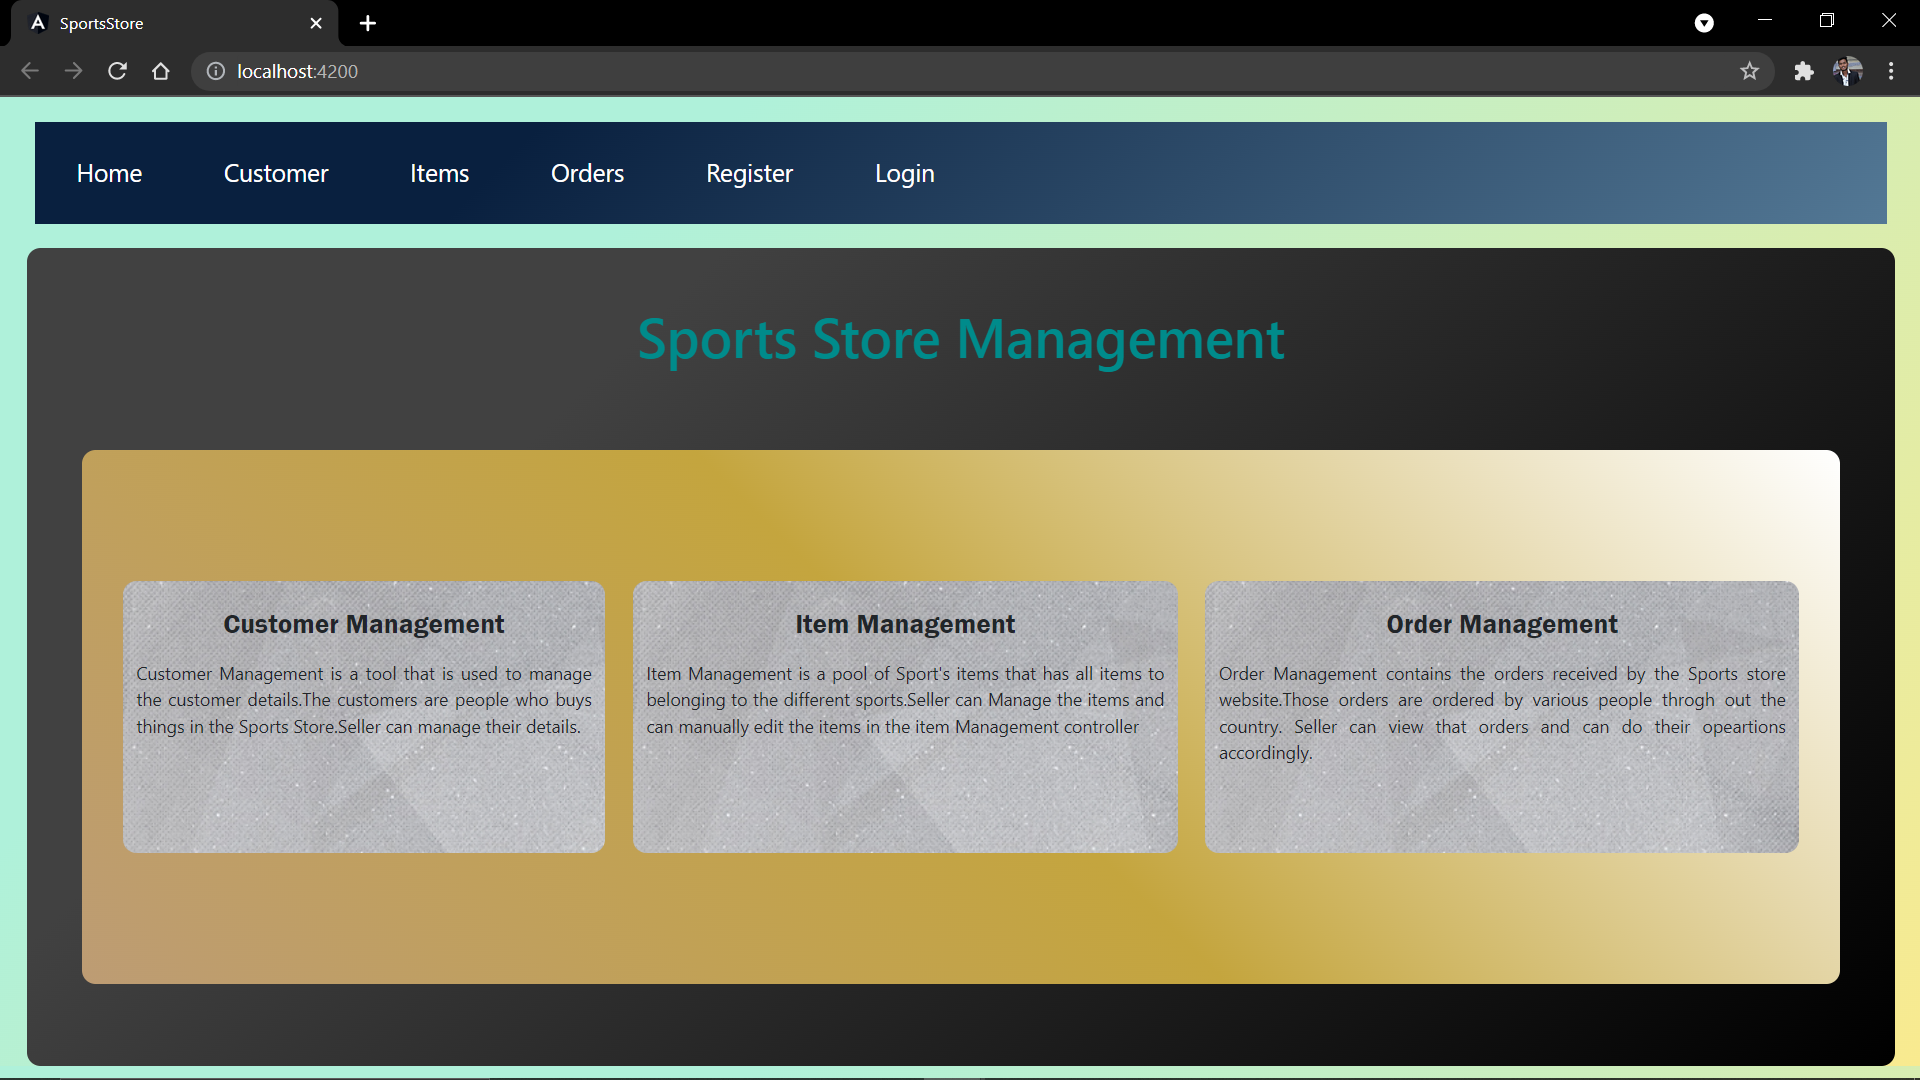 SportsStore
localhost:4200
Home Customer Items Orders Register Login
Sports Store Management
Customer Management
Customer Management is a tool that is used to manage
the customer details.The customers are people who buys
things in the Sports Store.Seller can manage their details.
Item Management
Item Management is a pool of Sport's items that has all items to
belonging to the different sports.Seller can Manage the items and
can manually edit the items in the item Management controller
Order Management
Order Management contains the orders received by the Sports store
website.Those orders are ordered by various people throgh out the
country. Seller can view that orders and can do their opeartions
accordingly.